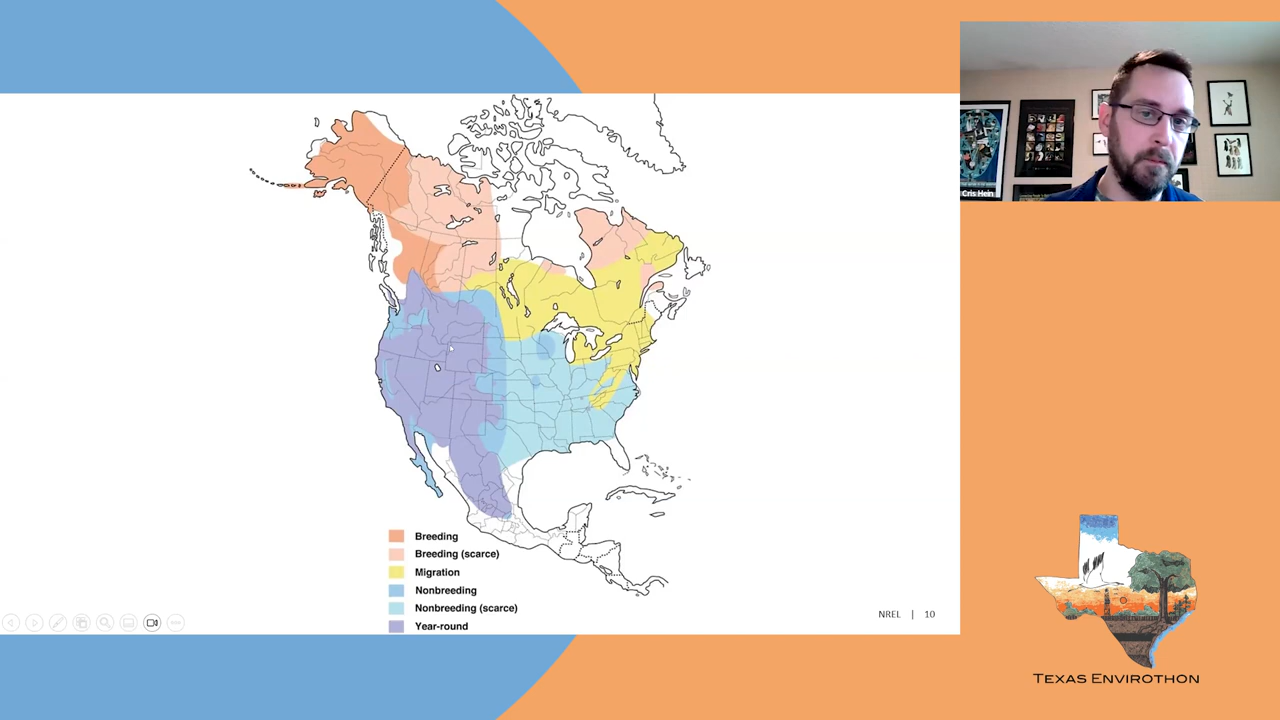 Cris Hein
Breeding
Breeding (scarce)
Migration
Nonbreeding
Nonbreeding (scarce)
Year-round
NREL | 10
TEXAS ENVIROTHON